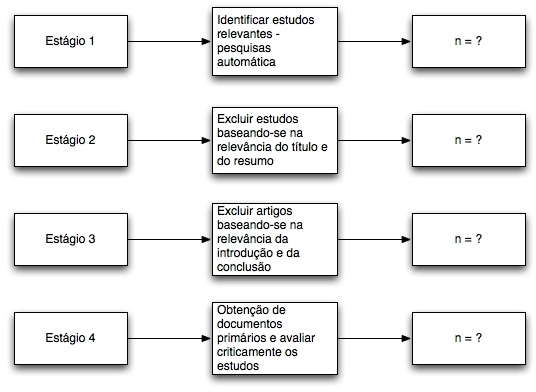 Estágio 1
Identificar estudos
relevantes -
pesquisas
automática
n = ?
Estágio 2
Excluir estudos
baseando-se na
relevância do título e
do resumo
n = ?
Estágio 3
Excluir artigos
baseando-se na
relevância da
introdução e da
conclusão
n = ?
Estágio 4
Obtenção de
documentos
primários e avaliar
criticamente os
estudos
n = ?